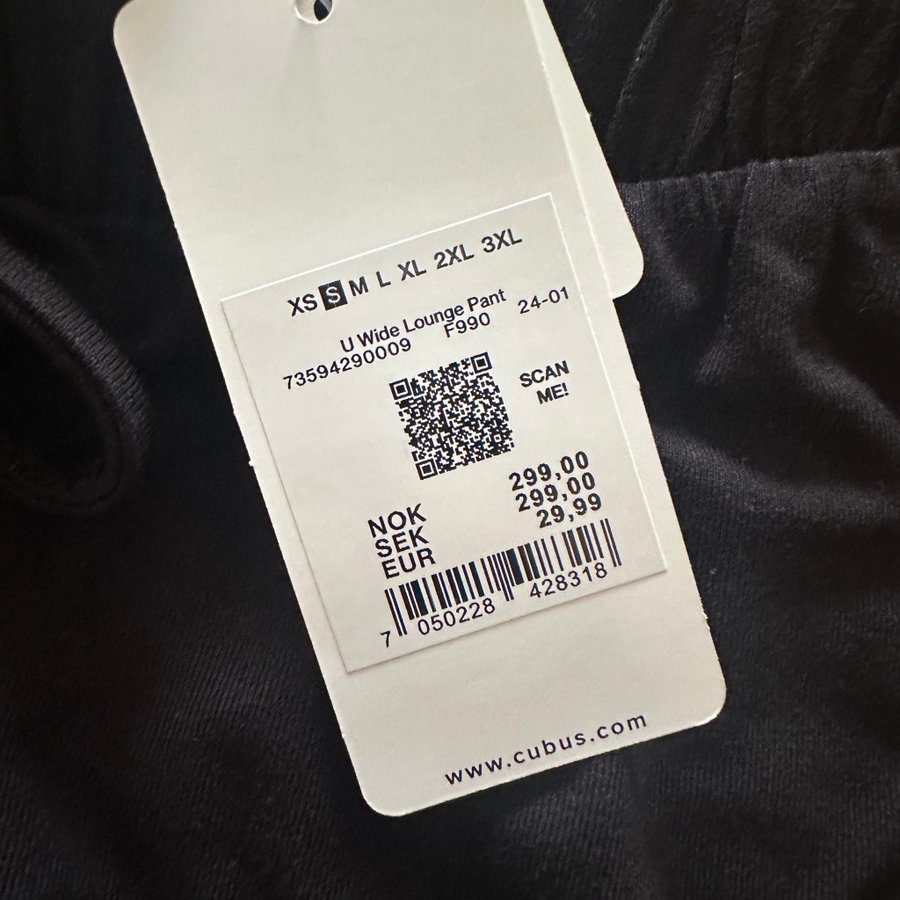 XS S M L XL 2XL 3XL
U Wide Lounge Pant
73594290009 F990 24-01
SCAN
ME!
NOK 299,00
SEK 299,00
EUR 29,99
7 050228 428318
www.cubus.com